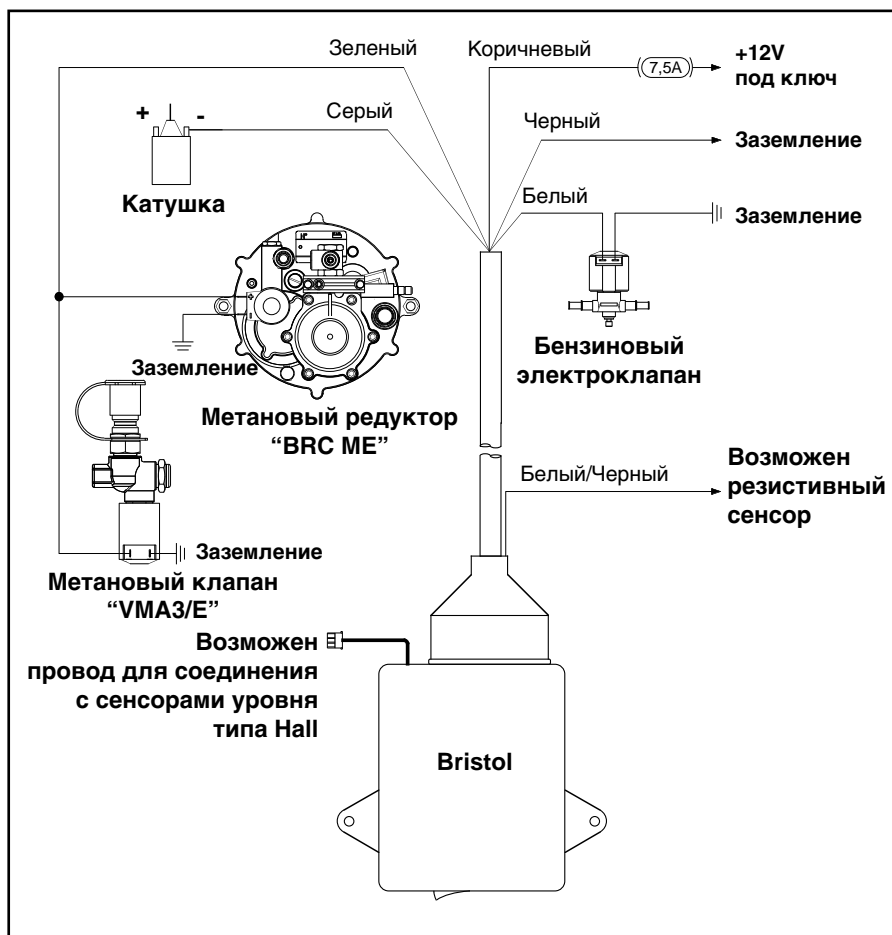 Зеленый
Коричневый
(7,5A)
+12V
под ключ
+ -
Серый
Черный
Заземление
Катушка
Белый
Заземление
+
-
Заземление
Бензиновый
электроклапан
Метановый редуктор
“BRC ME”
Белый/Черный
Возможен
резистивный
сенсор
Заземление
Метановый клапан
“VMA3/E”
Возможен
провод для соединения
с сенсорами уровня
типа Hall
Bristol